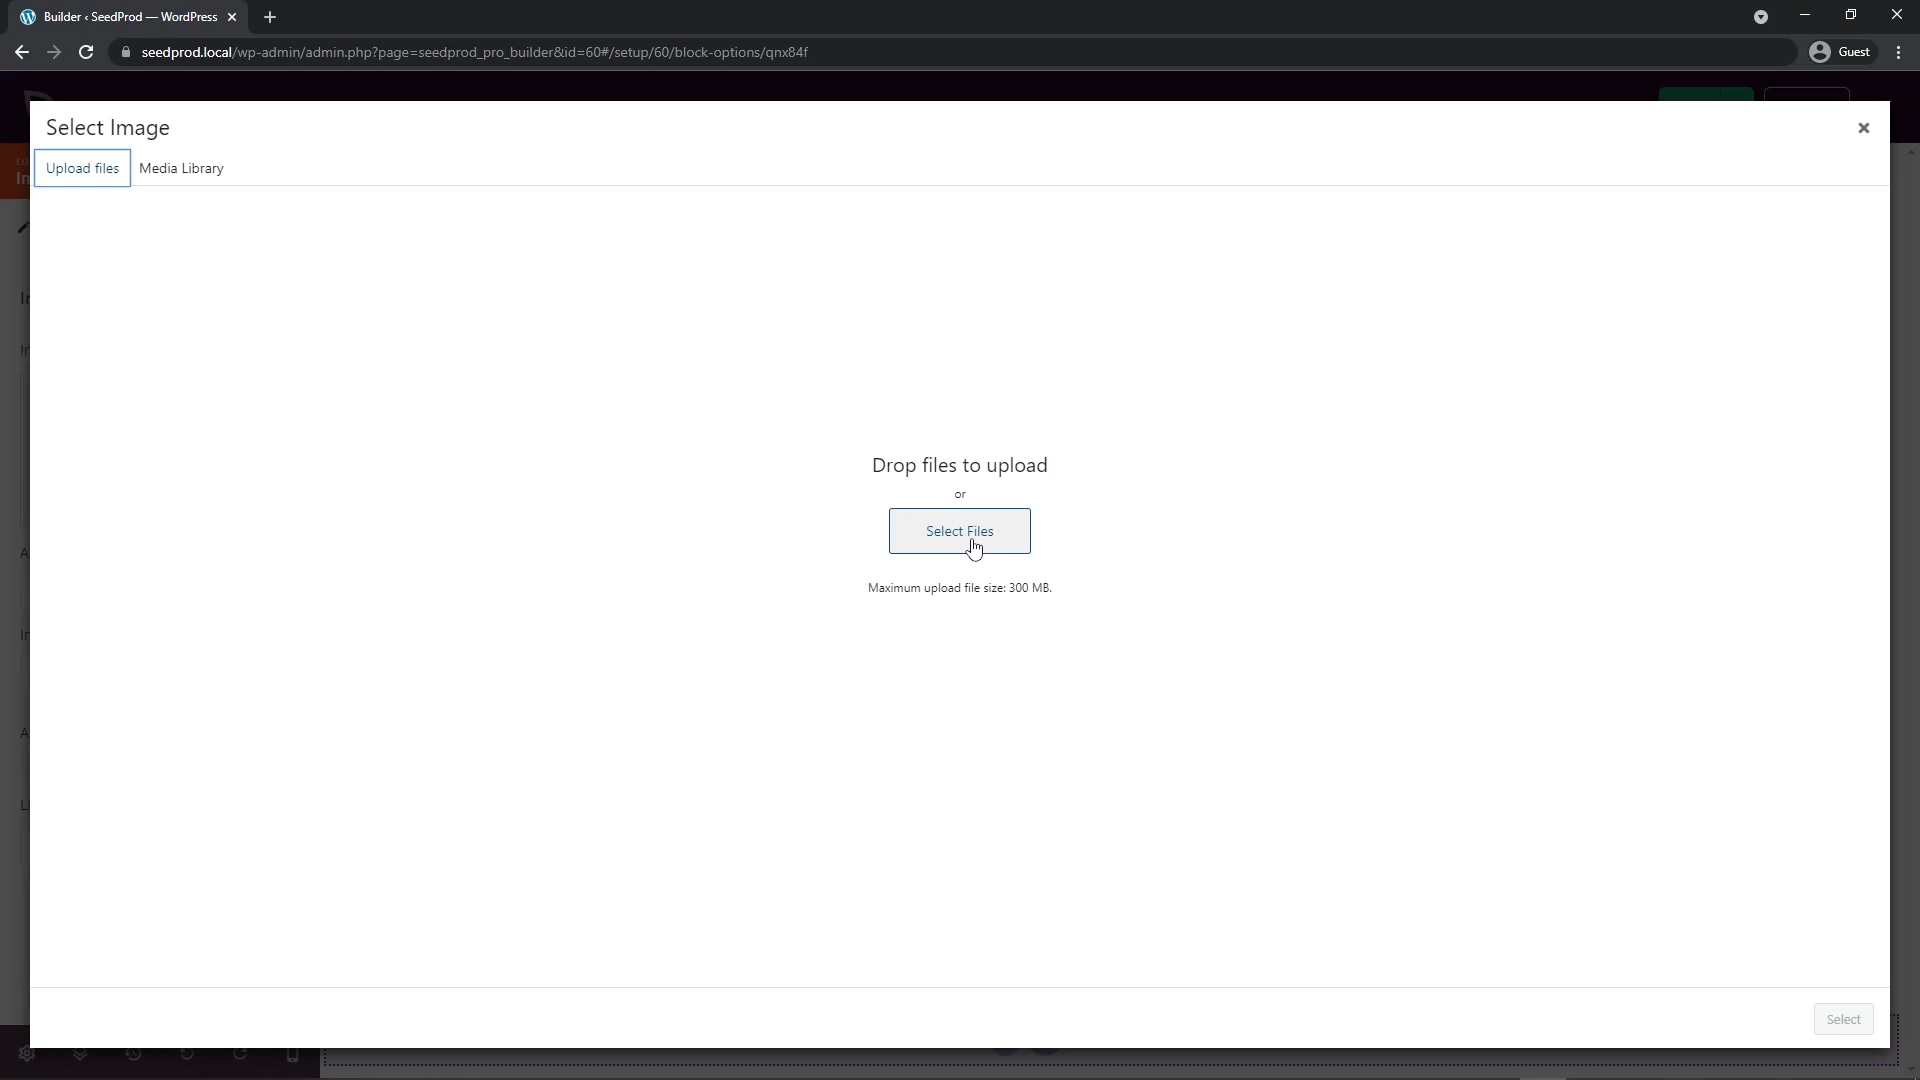 Builder ‹ SeedProd — WordPress
seedprod.local/wp-admin/admin.php?page=seedprod_pro_builder&id=60#/setup/60/block-options/qnx84f
Guest
Select Image
Upload files
Media Library
Drop files to upload
or
Select Files
Maximum upload file size: 300 MB.
Select